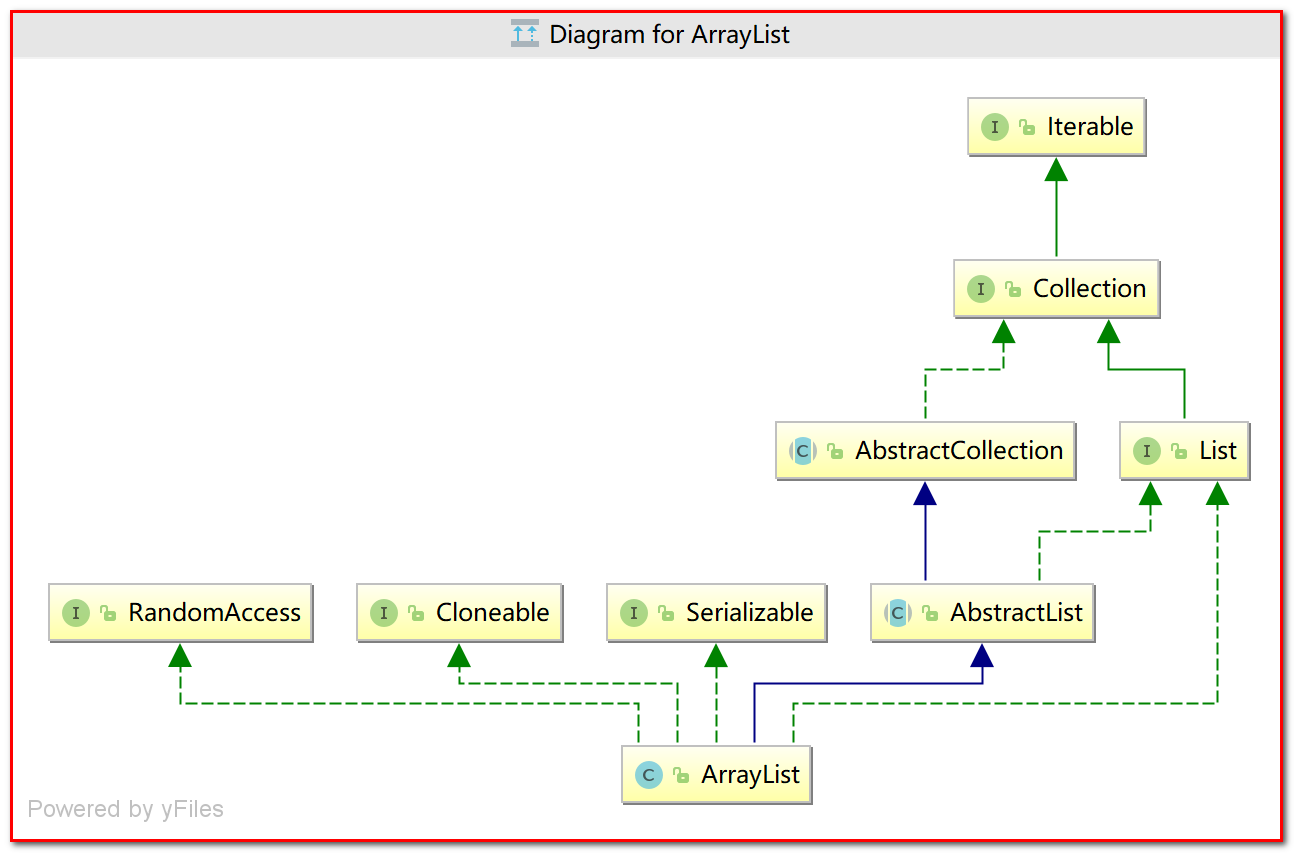 Diagram for ArrayList
I Iterable
I Collection
C AbstractCollection
I List
I RandomAccess
I Cloneable
I Serializable
C AbstractList
C ArrayList
Powered by yFiles